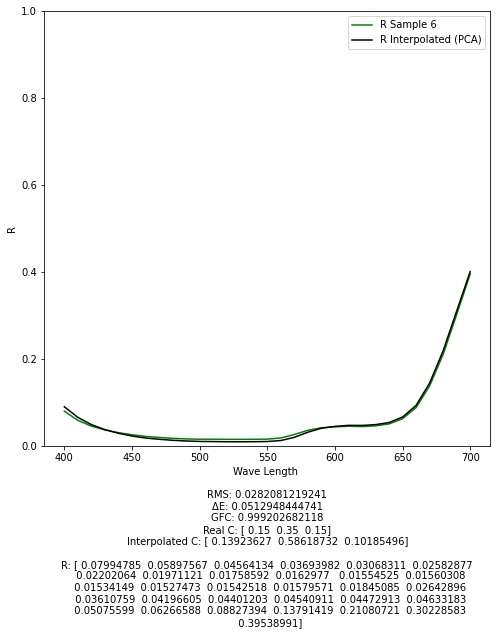 1.0
R Sample 6
R Interpolated (PCA)
0.8
0.6
R
0.4
0.2
0.0
400 450 500 550 600 650 700
Wave Length
RMS: 0.0282081219241
ΔE: 0.0512948444741
GFC: 0.999202682118
Real C: [ 0.15 0.35 0.15]
Interpolated C: [ 0.13923627 0.58618732 0.10185496]
R: [ 0.07994785 0.05897567 0.04564134 0.03693982 0.03068311 0.02582877
0.02202064 0.01971121 0.01758592 0.0162977 0.01554525 0.01560308
0.01534149 0.01527473 0.01542518 0.01579571 0.01845085 0.02642896
0.03610759 0.04196605 0.04401203 0.04540911 0.04472913 0.04633183
0.05075599 0.06266588 0.08827394 0.13791419 0.21080721 0.30228583
0.39538991]